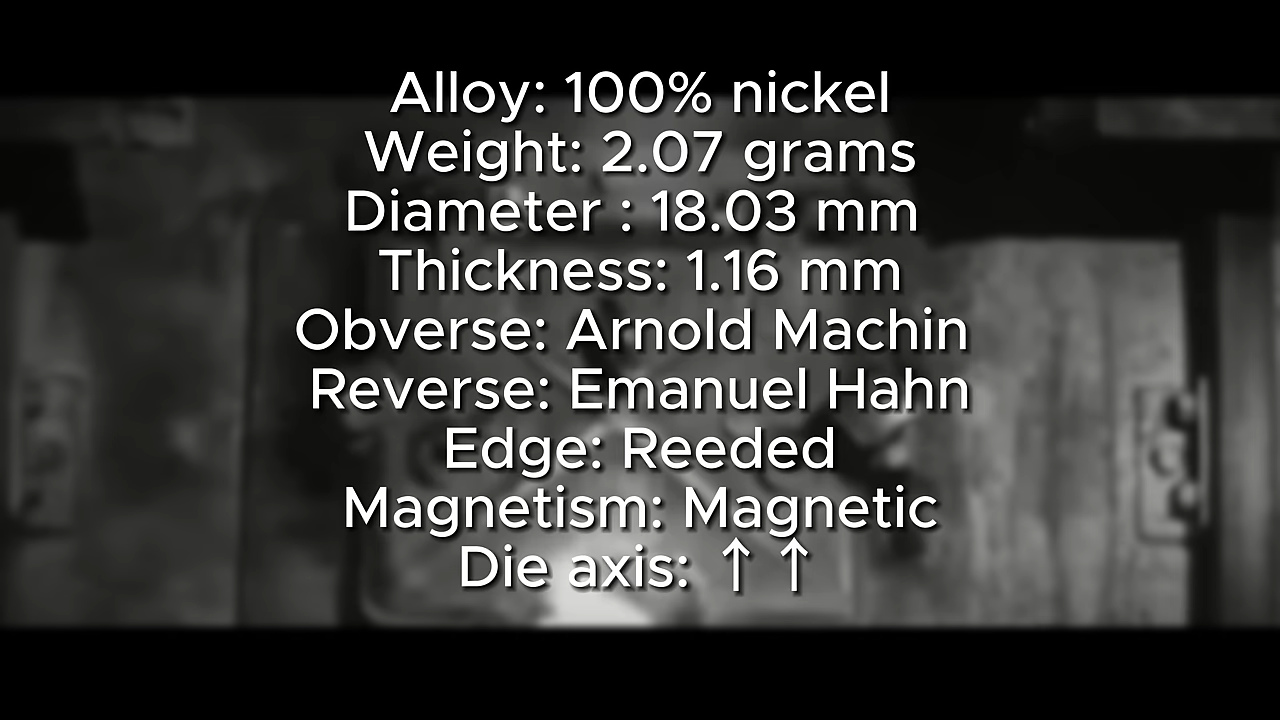 Alloy: 100% nickel
Weight: 2.07 grams
Diameter : 18.03 mm
Thickness: 1.16 mm
Obverse: Arnold Machin
Reverse: Emanuel Hahn
Edge: Reeded
Magnetism: Magnetic
Die axis: ↑ ↑